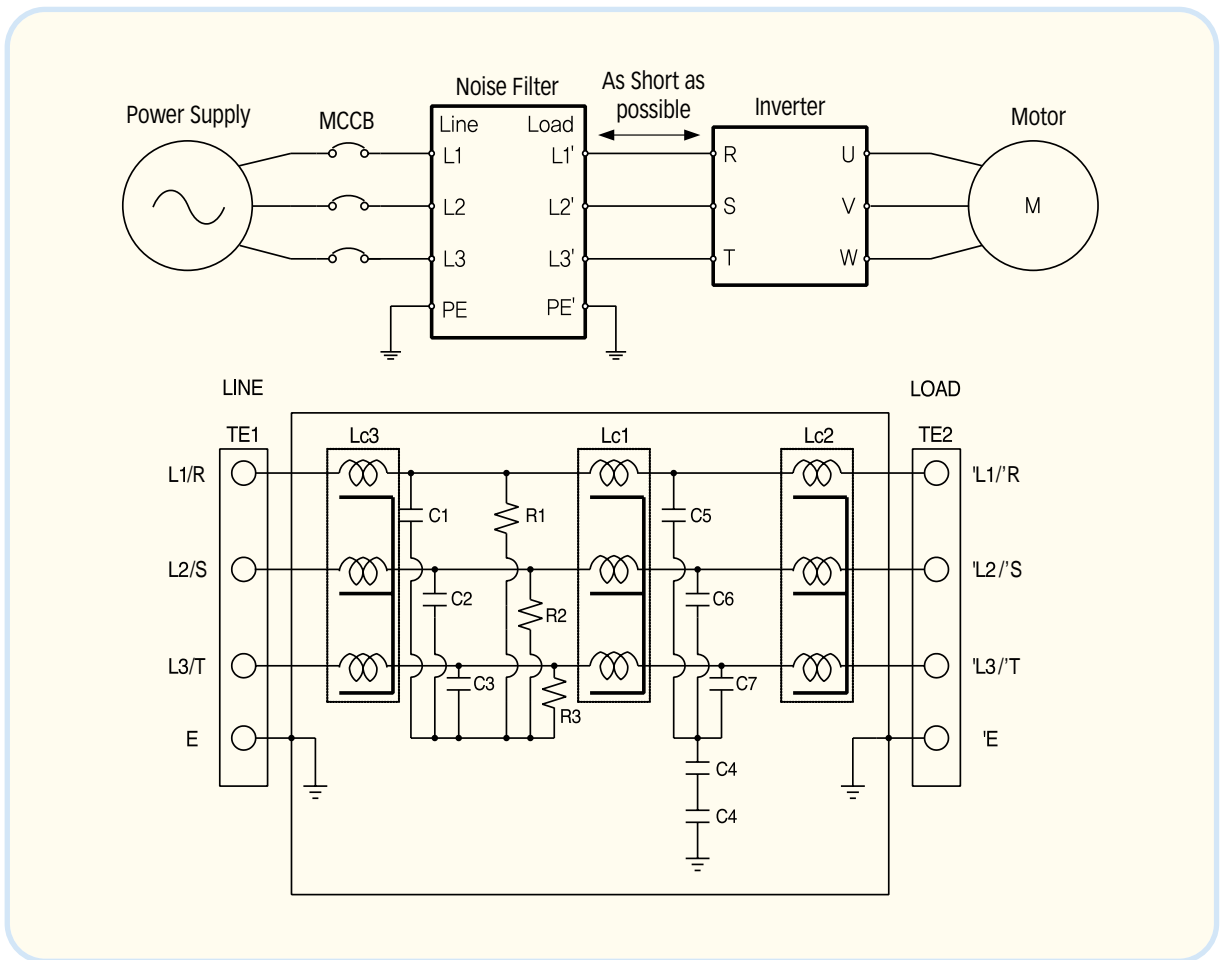 Power Supply
MCCB
Noise Filter
As Short as
possible
Inverter
Motor
Line Load
L1 L1'
L2 L2'
L3 L3'
PE PE'
R U
S V
T W
M
LINE LOAD
TE1 Lc3 Lc1 Lc2 TE2
L1/R 'L1/'R
C1 R1 C5
L2/S 'L2/'S
C2 R2 C6
L3/T 'L3/'T
C3 R3 C7
E 'E
C4
C4